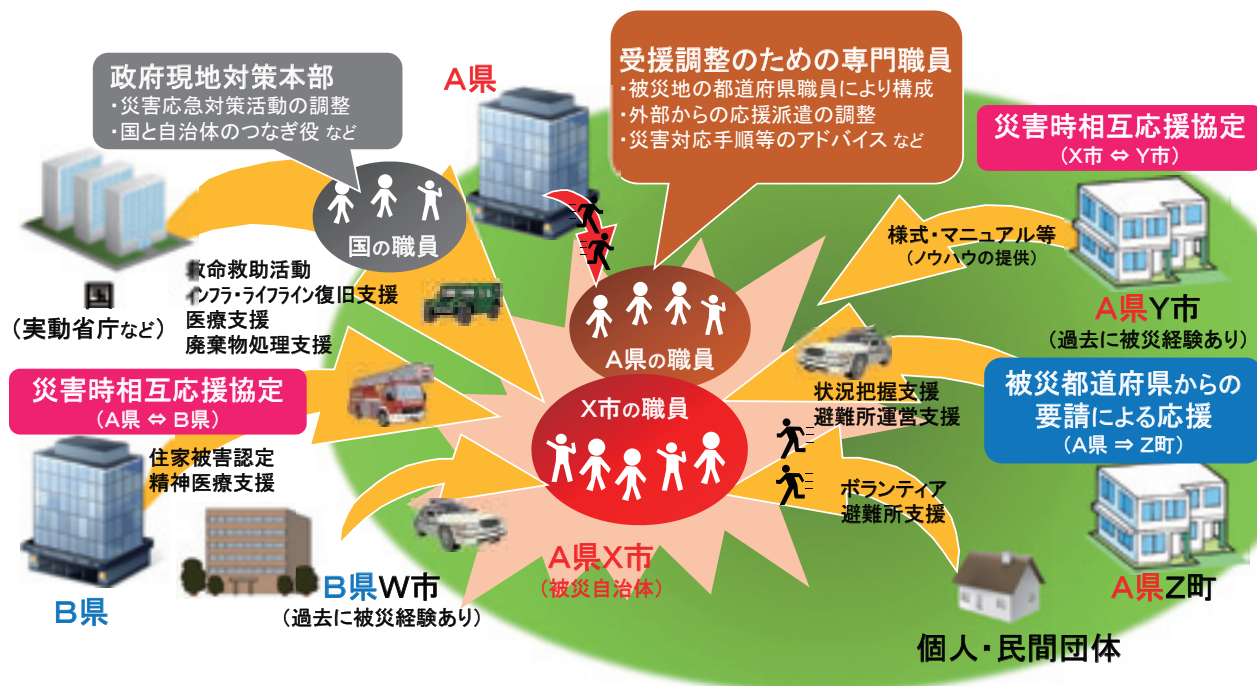 政府現地対策本部
・災害応急対策活動の調整
・国と自治体のつなぎ役 など
A県
受援調整のための専門職員
・被災地の都道府県職員により構成
・外部からの応援派遣の調整
・災害対応手順等のアドバイス など
災害時相互応援協定
(X市 ⇔ Y市)
国の職員
様式・マニュアル等
(ノウハウの提供)
国
(実動省庁など)
救命救助活動
インフラ・ライフライン復旧支援
医療支援
廃棄物処理支援
A県の職員
A県Y市
(過去に被災経験あり)
災害時相互応援協定
(A県 ⇔ B県)
X市の職員
状況把握支援
避難所運営支援
被災都道府県からの
要請による応援
(A県 ⇒ Z町)
住家被害認定
精神医療支援
ボランティア
避難所支援
A県X市
(被災自治体)
B県
B県W市
(過去に被災経験あり)
A県Z町
個人・民間団体